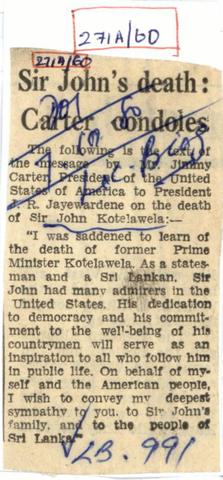 271A/60
271A/60
Sir John's death:
Carter condoles
The following is the text of
the message by Mr. Jimmy
Carter, President of the United
States of America to President
R. Jayewardene on the
death of Sir John Kotelawela:—
"I was saddened to learn of
the death of former Prime
Minister Kotelawela. As a states-
man and a Sri Lankan. Sir
John had many admirers in the
United States. His dedication
to democracy and his commit-
ment to the well-being of his
countrymen will serve as an
inspiration to all who follow him
in public life. On behalf of my-
self and the American people,
I wish to convey my deepest
sympathy to you, to Sir John's
family, and to the people of
Sri Lanka."
LB. 991